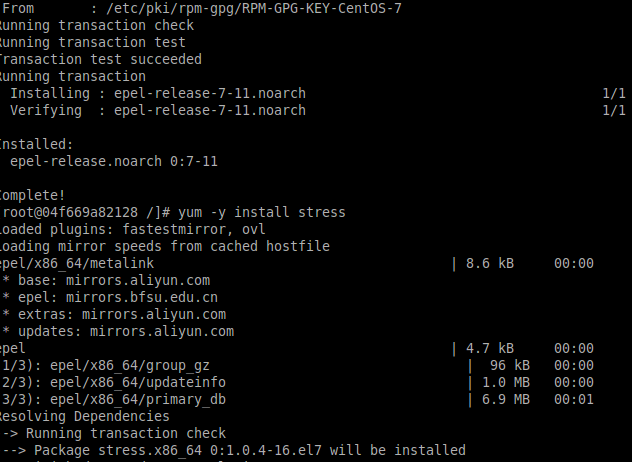 From       : /etc/pki/rpm-gpg/RPM-GPG-KEY-CentOS-7
Running transaction check
Running transaction test
Transaction test succeeded
Running transaction
  Installing : epel-release-7-11.noarch                                     1/1
  Verifying  : epel-release-7-11.noarch                                     1/1
Installed:
  epel-release.noarch 0:7-11
Complete!
root@04f669a82128 /]# yum -y install stress
Loaded plugins: fastestmirror, ovl
Loading mirror speeds from cached hostfile
epel/x86_64/metalink                                     | 8.6 kB     00:00
* base: mirrors.aliyun.com
* epel: mirrors.bfsu.edu.cn
* extras: mirrors.aliyun.com
* updates: mirrors.aliyun.com
epel                                                     | 4.7 kB     00:00
1/3): epel/x86_64/group_gz                                 |  96 kB   00:00
2/3): epel/x86_64/updateinfo                               | 1.0 MB   00:00
3/3): epel/x86_64/primary_db                               | 6.9 MB   00:01
Resolving Dependencies
-> Running transaction check
---> Package stress.x86_64 0:1.0.4-16.el7 will be installed